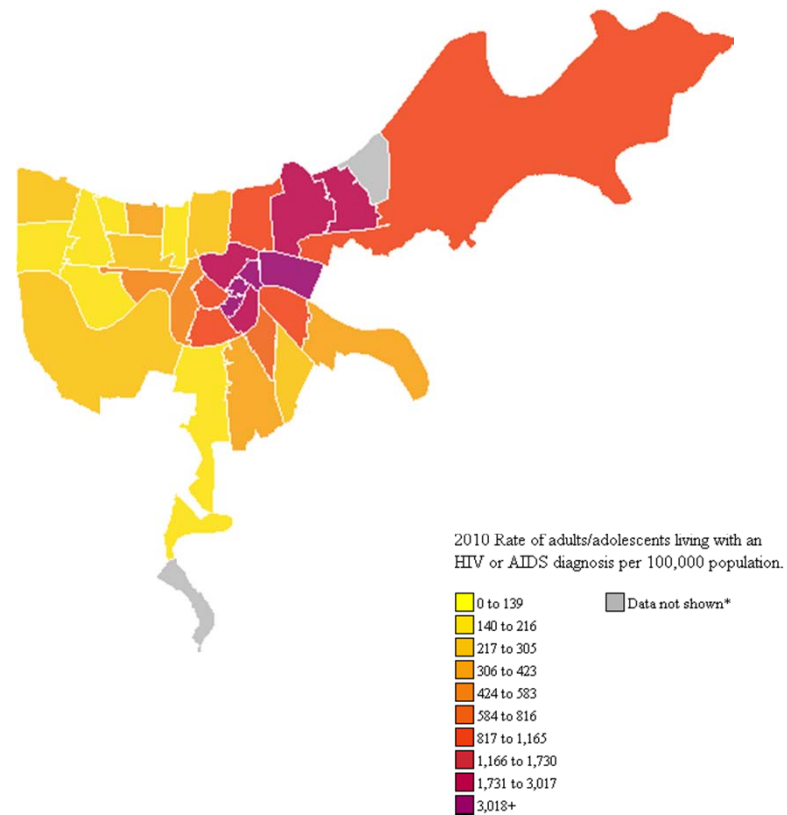 2010 Rate of adults/adolescents living with an
HIV or AIDS diagnosis per 100,000 population.
0 to 139
Data not shown*
140 to 216
217 to 305
306 to 423
424 to 583
584 to 816
817 to 1,165
1,166 to 1,730
1,731 to 3,017
3,018+